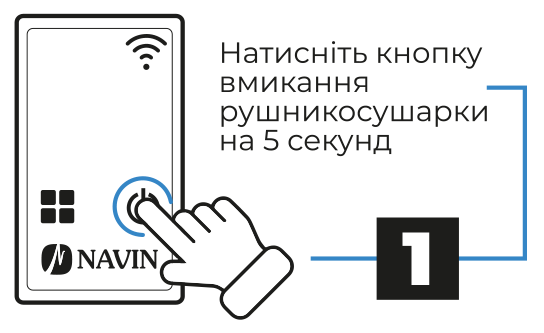 Натисніть кнопку
вмикання
рушникосушарки
на 5 секунд
NAVIN
1